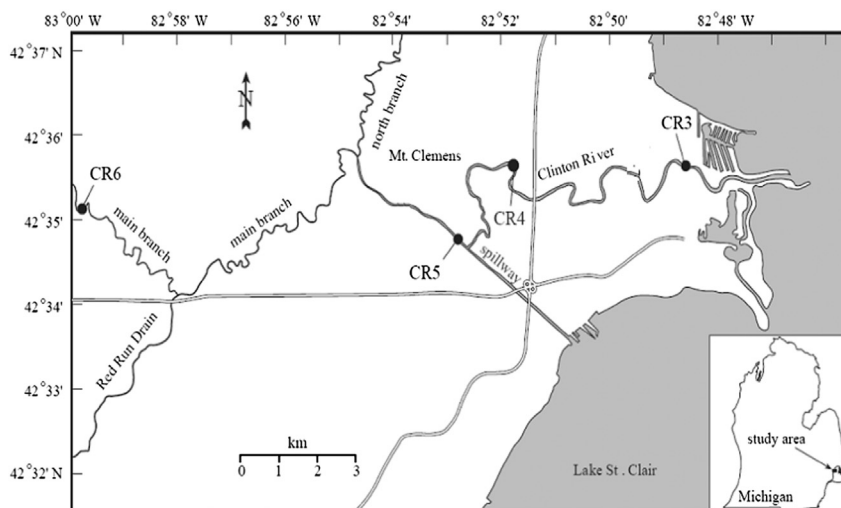 83°00' W 82°58' W 82°56' W 82°54' 82°51' W 82°50' W 82°48' W
42°37'N
42°36'
42°35'
42°34'
42°33'
42°32'N
N
north branch
Mt. Clemens
Clinton River
CR3
CR6
CR4
main branch
main branch
CR5
spillway
Red Run Drain
km
0 1 2 3
Lake St . Clair
study area
Michigan